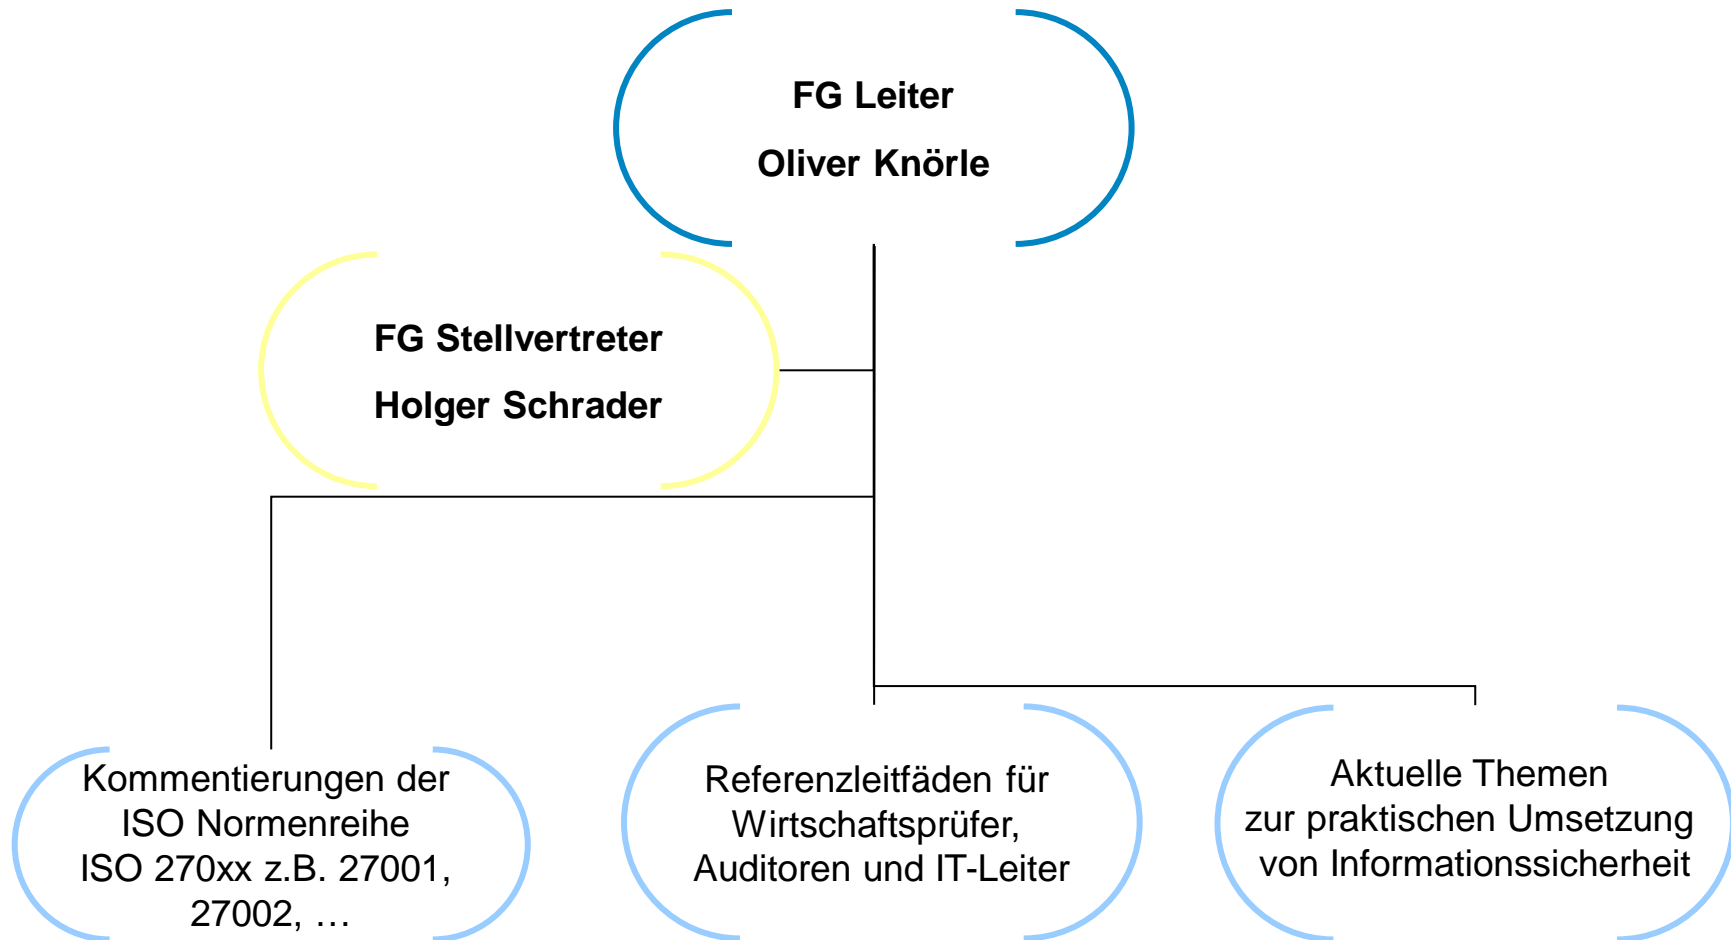 FG Leiter
Oliver Knörle
FG Stellvertreter
Holger Schrader
Kommentierungen der
ISO Normenreihe
ISO 270xx z.B. 27001,
27002, …
Referenzleitfäden für
Wirtschaftsprüfer,
Auditoren und IT-Leiter
Aktuelle Themen
zur praktischen Umsetzung
von Informationssicherheit